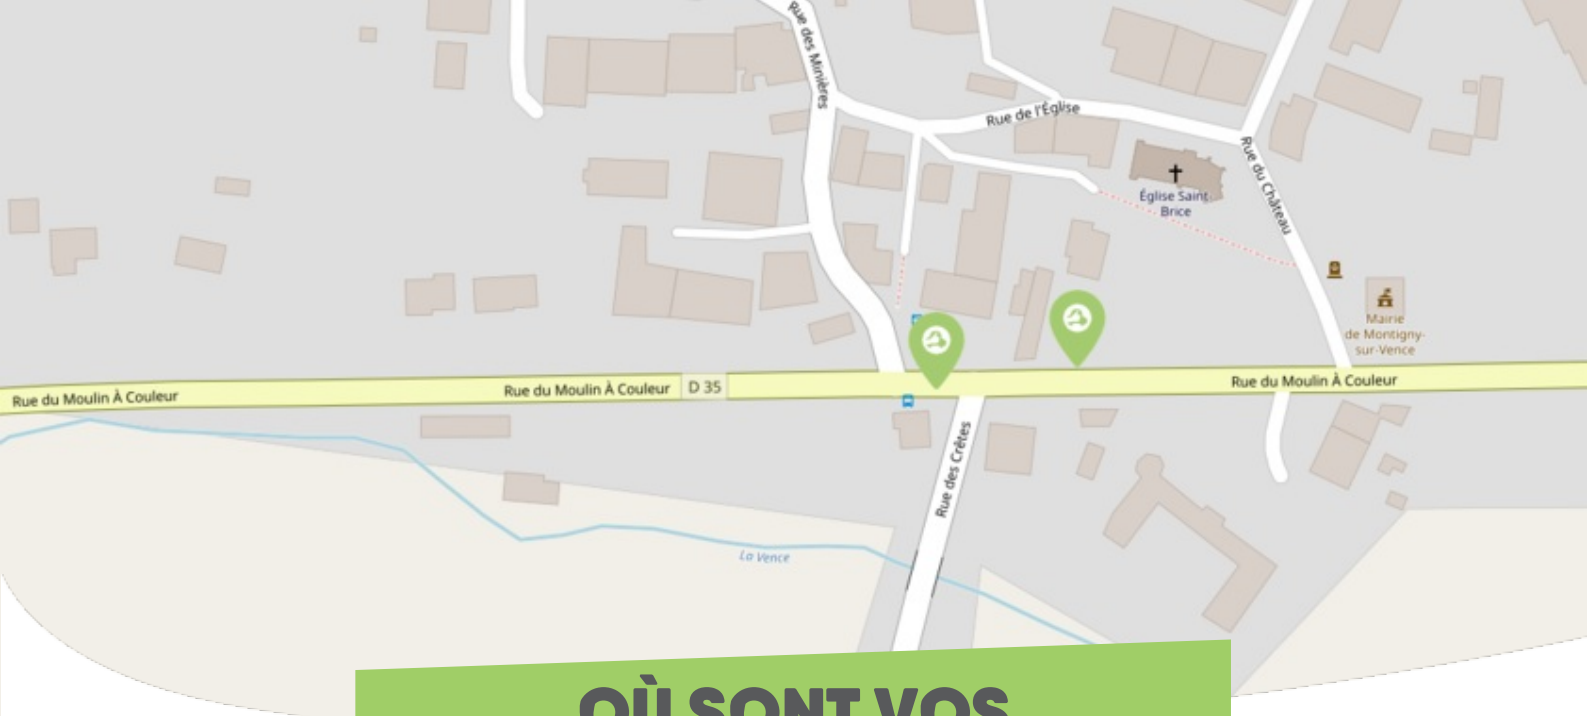 Rue des Minières
Rue de l'Église
Rue du Château
Église Saint-
Brice
Mairie
de Montigny-
sur-Vence
Rue du Moulin À Couleur
Rue du Moulin À Couleur
D 35
Rue du Moulin À Couleur
Rue des Crêtes
La Vence
OÙ SONT VOS